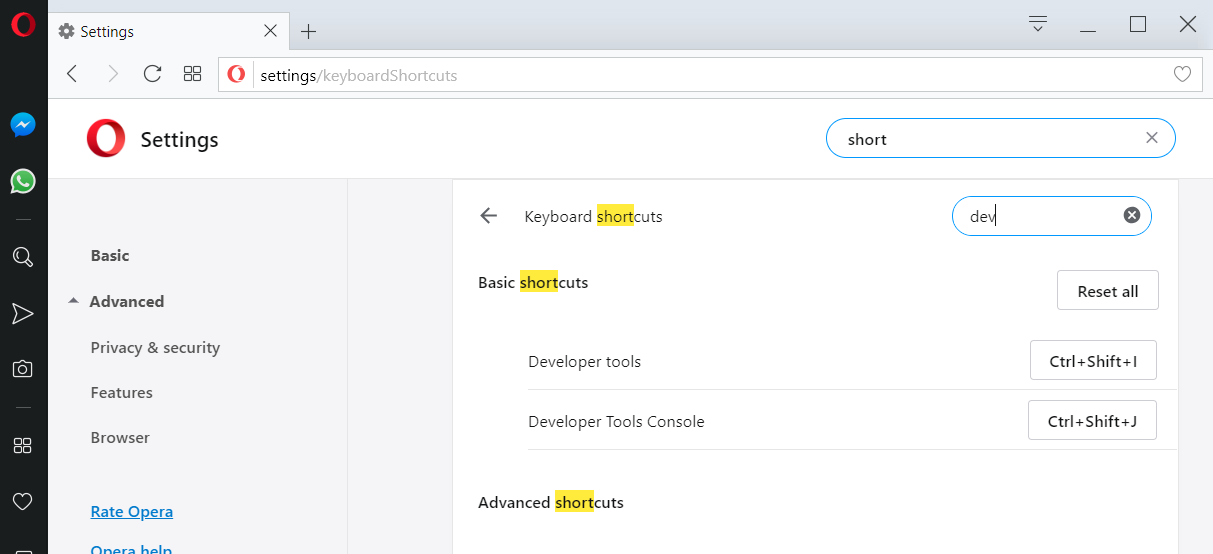 Settings
settings/keyboardShortcuts
Settings
short
Keyboard shortcuts
dev
Basic
Basic shortcuts
Reset all
Advanced
Privacy & security
Developer tools
Ctrl+Shift+I
Features
Developer Tools Console
Ctrl+Shift+J
Browser
Advanced shortcuts
Rate Opera
Opera help